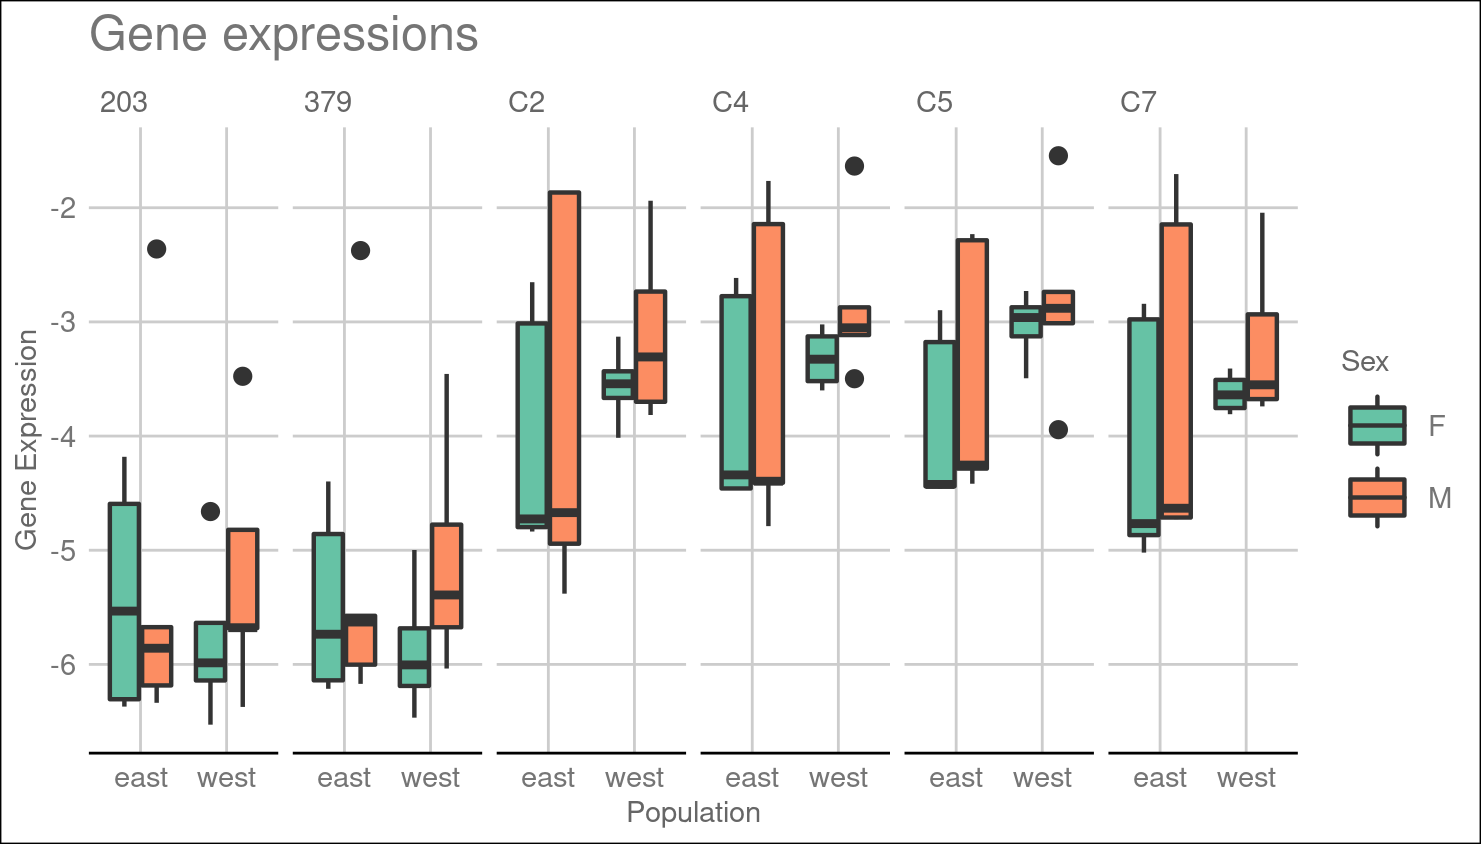 Gene expressions
203 379 C2 C4 C5 C7
-2
-3
-4
-5
-6
Gene Expression
east west east west east west east west east west east west
Population
Sex
F
M